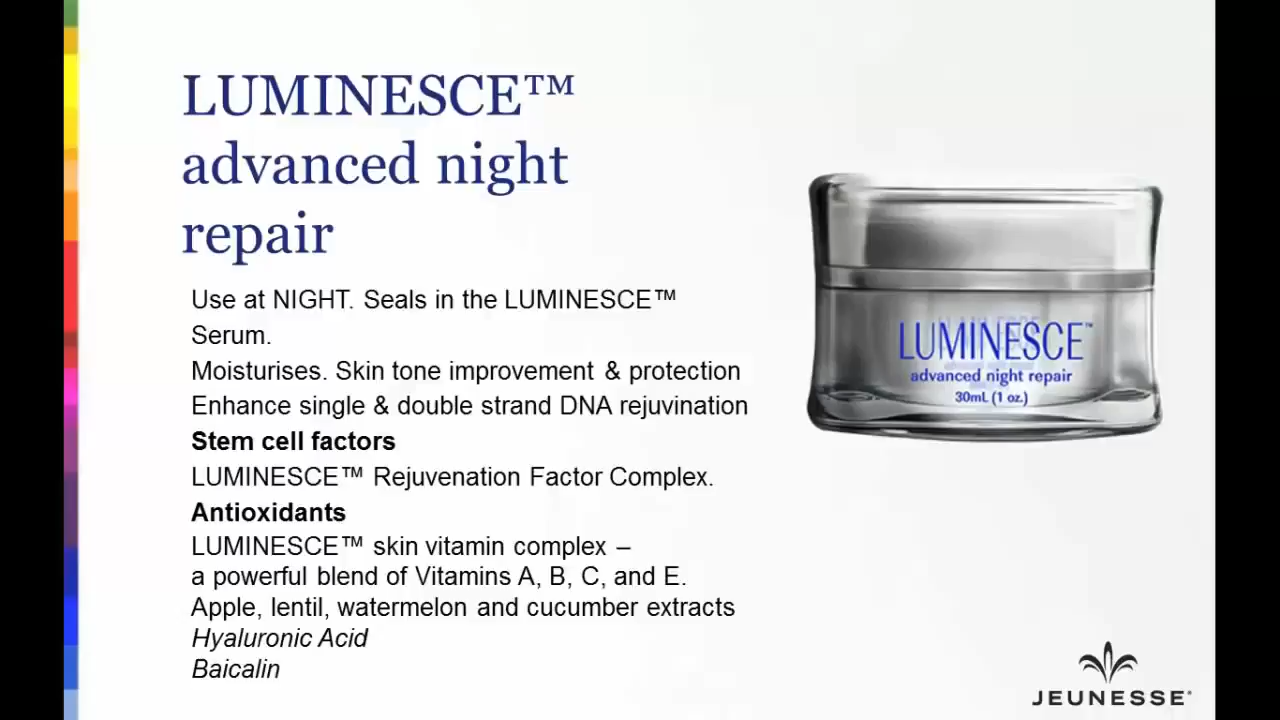 LUMINESCE™
advanced night
repair
Use at NIGHT. Seals in the LUMINESCE™
Serum.
Moisturises. Skin tone improvement & protection
Enhance single & double strand DNA rejuvination
Stem cell factors
LUMINESCE™ Rejuvenation Factor Complex.
Antioxidants
LUMINESCE™ skin vitamin complex –
a powerful blend of Vitamins A, B, C, and E.
Apple, lentil, watermelon and cucumber extracts
Hyaluronic Acid
Baicalin
LUMINESCE™
advanced night repair
30mL (1 oz.)
JEUNESSE®